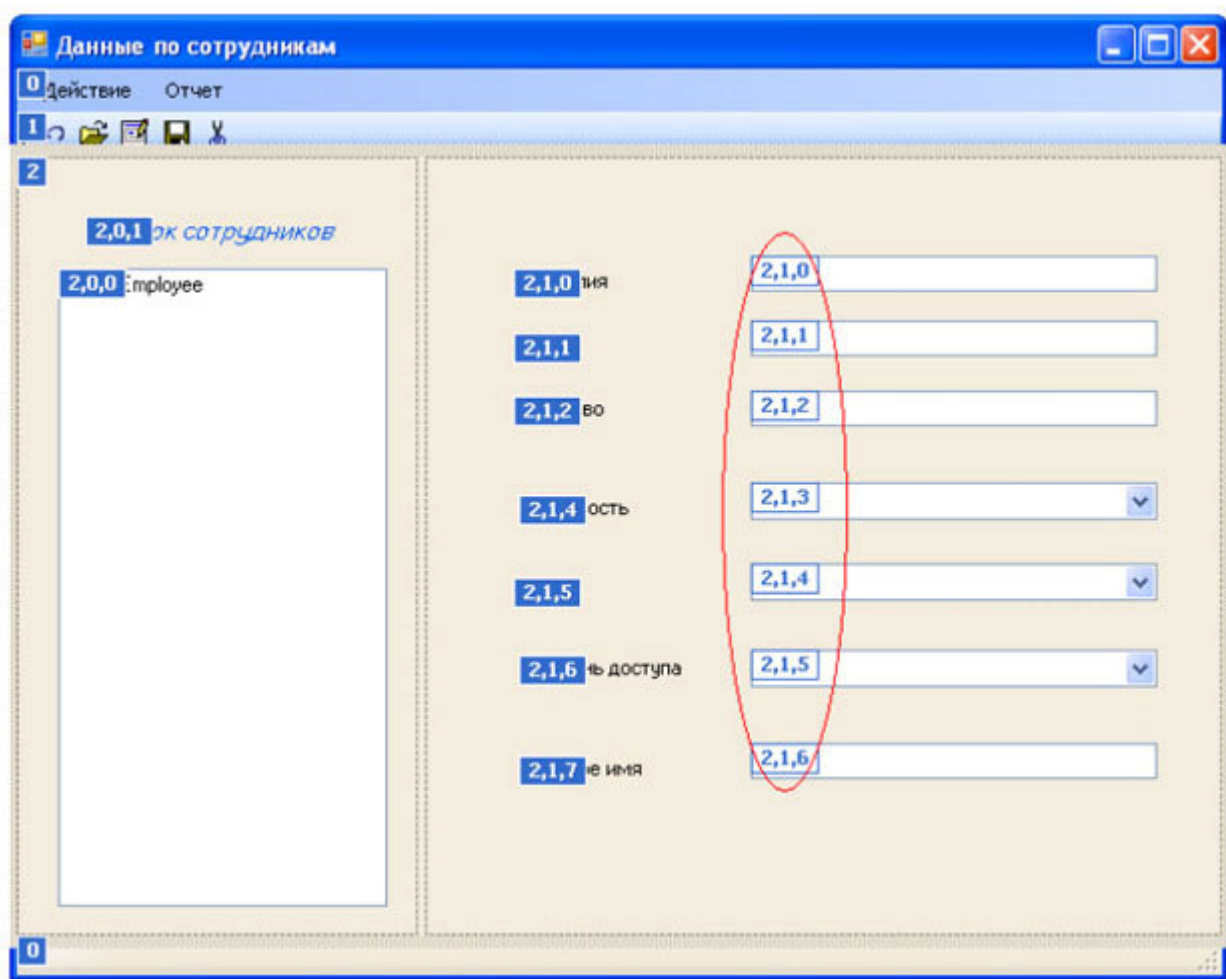 Данные по сотрудникам
0 Действие Отчет
1
2
2,0,1 ок сотрудников
2,0,0 Employee
2,1,0 лия 2,1,0
2,1,1 2,1,1
2,1,2 во 2,1,2
2,1,4 ость 2,1,3
2,1,5 2,1,4
2,1,6 нь доступа 2,1,5
2,1,7 е имя 2,1,6
0